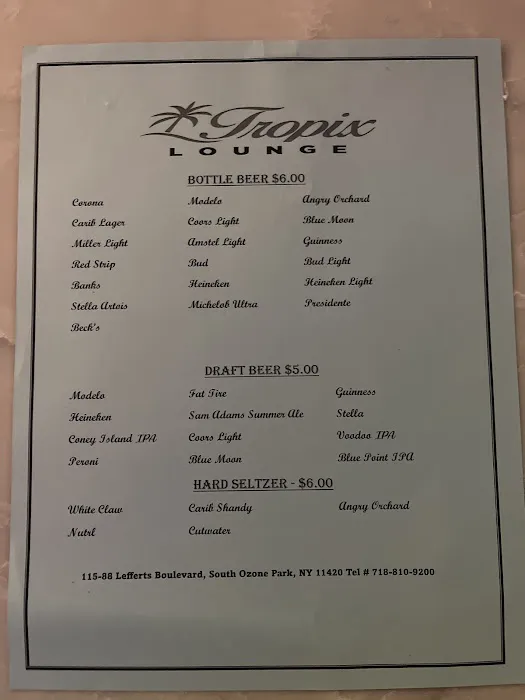 Tropix
LOUNGE
BOTTLE BEER $6.00
Corona Modelo Angry Orchard
Carib Lager Coors Light Blue Moon
Miller Light Amstel Light Guinness
Red Strip Bud Bud Light
Banks Heineken Heineken Light
Stella Artois Michelob Ultra Presidente
Beck's
DRAFT BEER $5.00
Modelo Fat Tire Guinness
Heineken Sam Adams Summer Ale Stella
Coney Island IPA Coors Light Voodoo IPA
Peroni Blue Moon Blue Point IPA
HARD SELTZER - $6.00
White Claw Carib Shandy Angry Orchard
Nutrl Cutwater
115-88 Lefferts Boulevard, South Ozone Park, NY 11420 Tel # 718-810-9200